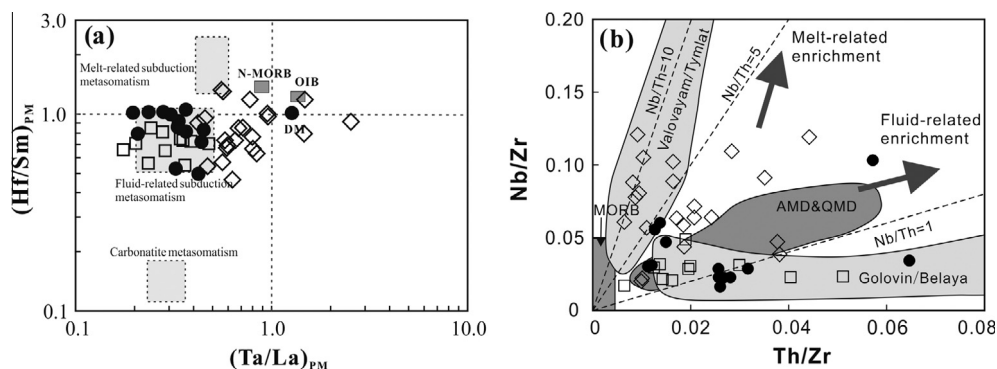 (a)
3.0
1.0
0.1
(Hf/Sm)PM
Melt-related subduction
metasomatism
N-MORB
OIB
DM
Fluid-related subduction
metasomatism
Carbonatite metasomatism
0.1
1.0
10.0
(Ta/La)PM
(b)
0.20
0.15
0.10
0.05
0
Nb/Zr
Nb/Th=10
Valovayam/Tymlat
Nb/Th=5
Melt-related
enrichment
Fluid-related
enrichment
MORB
AMD&QMD
Nb/Th=1
Golovin/Belaya
0
0.02
0.04
0.06
0.08
Th/Zr